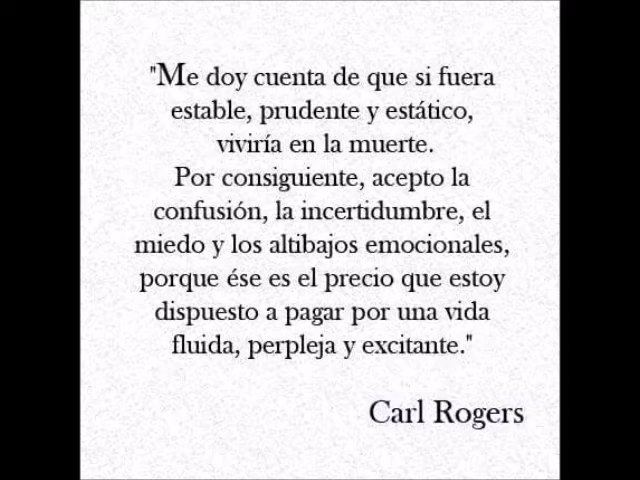 "Me doy cuenta de que si fuera
estable, prudente y estático,
viviría en la muerte.
Por consiguiente, acepto la
confusión, la incertidumbre, el
miedo y los altibajos emocionales,
porque ése es el precio que estoy
dispuesto a pagar por una vida
fluida, perpleja y excitante."
Carl Rogers